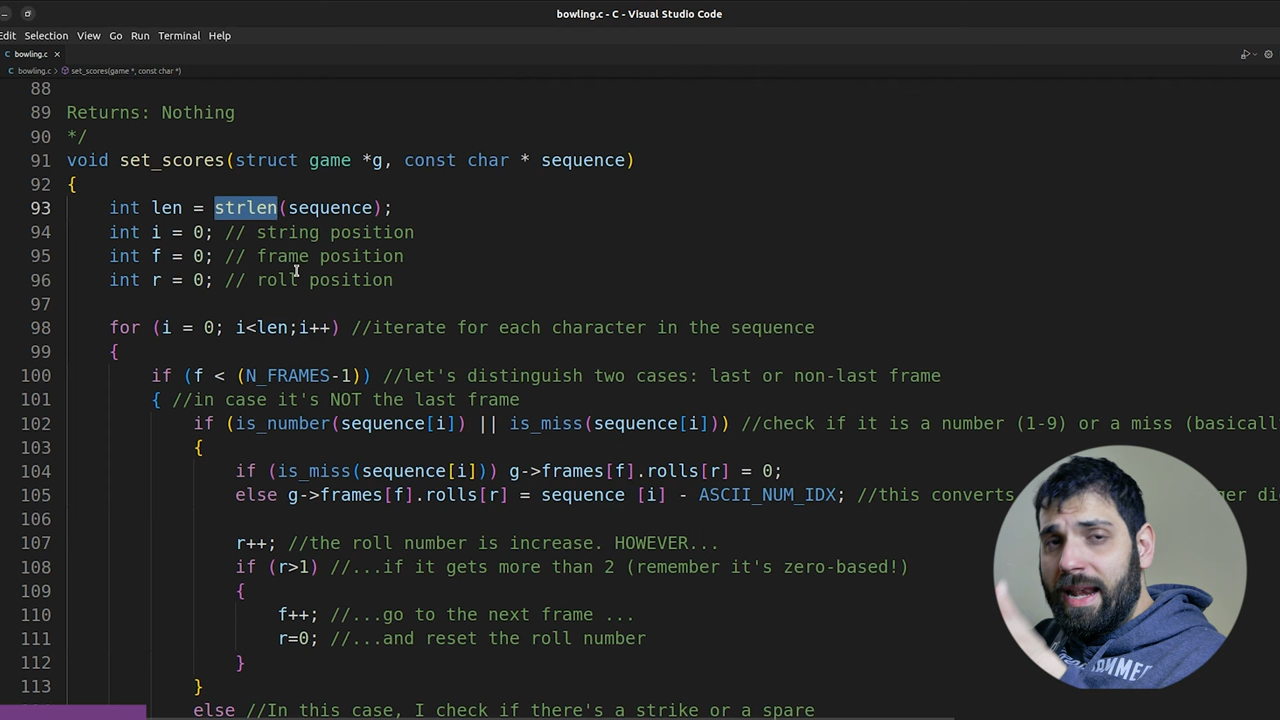 bowling.c - C - Visual Studio Code
Edit Selection View Go Run Terminal Help
C bowling.c ×
C bowling.c > set_scores(game *, const char *)
88
89 Returns: Nothing
90 */
91 void set_scores(struct game *g, const char * sequence)
92 {
93 int len = strlen(sequence);
94 int i = 0; // string position
95 int f = 0; // frame position
96 int r = 0; // roll position
97
98 for (i = 0; i<len;i++) //iterate for each character in the sequence
99 {
100 if (f < (N_FRAMES-1)) //let's distinguish two cases: last or non-last frame
101 { //in case it's NOT the last frame
102 if (is_number(sequence[i]) || is_miss(sequence[i])) //check if it is a number (1-9) or a miss (basically
103 {
104 if (is_miss(sequence[i])) g->frames[f].rolls[r] = 0;
105 else g->frames[f].rolls[r] = sequence [i] - ASCII_NUM_IDX; //this converts
106
107 r++; //the roll number is increase. HOWEVER...
108 if (r>1) //...if it gets more than 2 (remember it's zero-based!)
109 {
110 f++; //...go to the next frame ...
111 r=0; //...and reset the roll number
112 }
113 }
else //In this case, I check if there's a strike or a spare